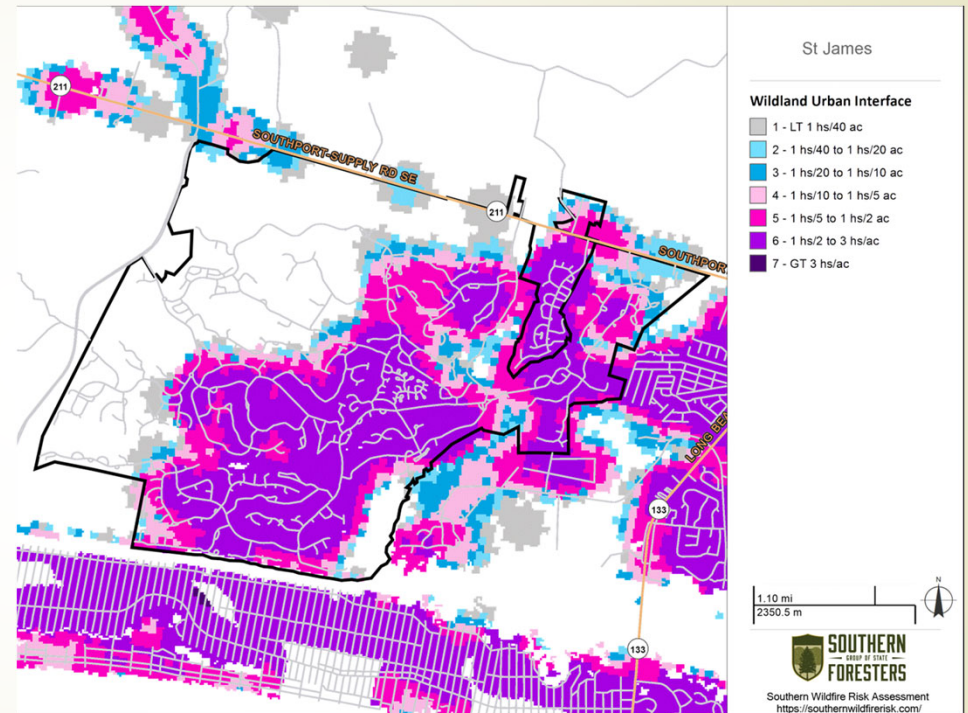 St James
Wildland Urban Interface
1 - LT 1 hs/40 ac
2 - 1 hs/40 to 1 hs/20 ac
3 - 1 hs/20 to 1 hs/10 ac
4 - 1 hs/10 to 1 hs/5 ac
5 - 1 hs/5 to 1 hs/2 ac
6 - 1 hs/2 to 3 hs/ac
7 - GT 3 hs/ac
211
SOUTHPORT-SUPPLY RD SE
211
SOUTHPOR
LONG BEA
133
133
1.10 mi
2350.5 m
N
SOUTHERN
GROUP OF STATE
FORESTERS
Southern Wildfire Risk Assessment
https://southernwildfirerisk.com/